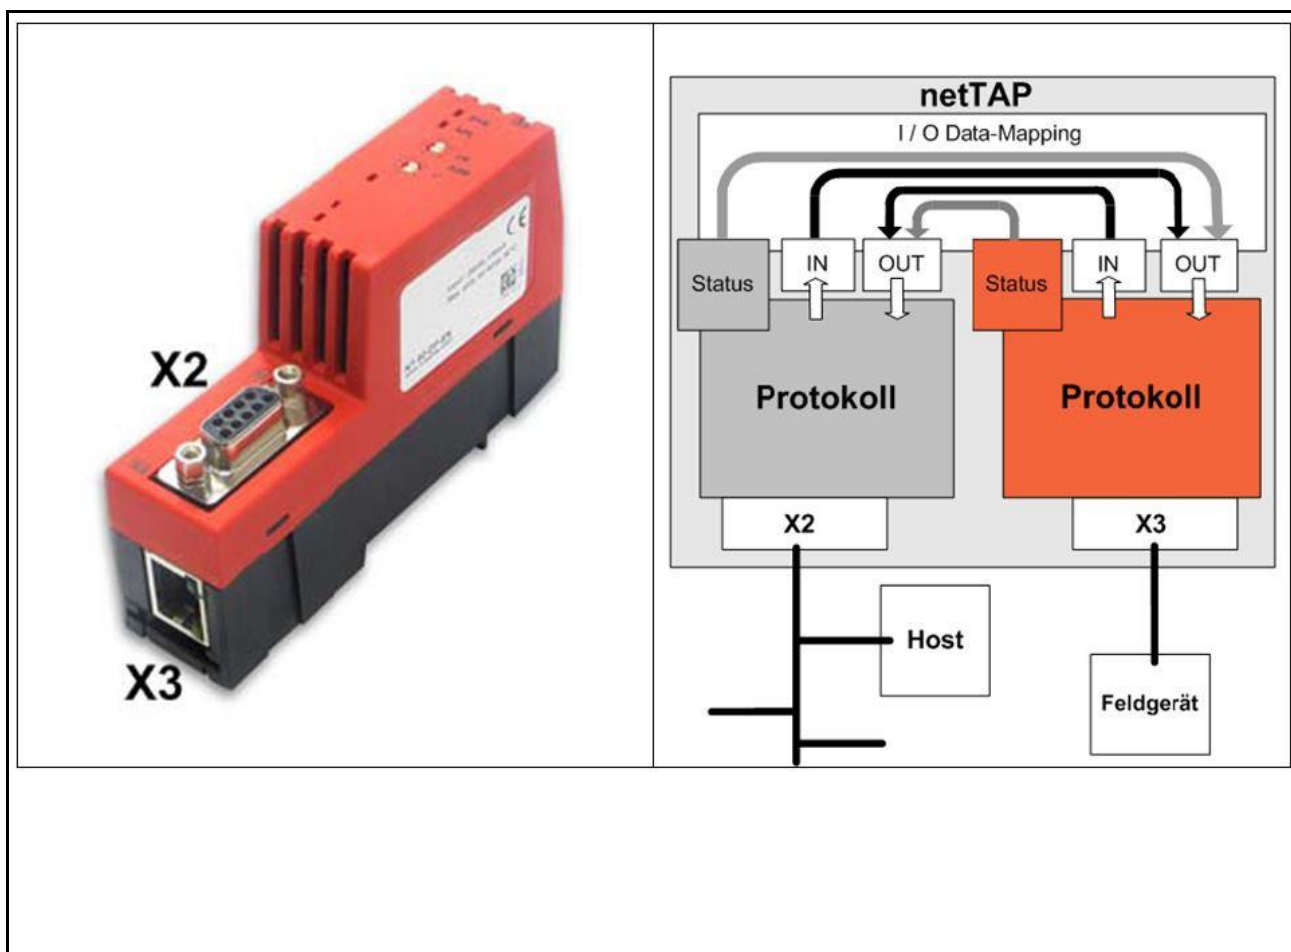 X2
X3
netTAP
I / O Data-Mapping
Status
IN
OUT
Status
IN
OUT
Protokoll
Protokoll
X2
X3
Host
Feldgerät